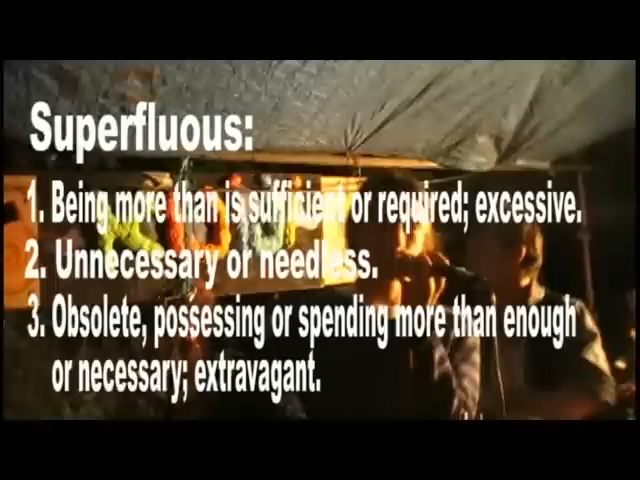 Superfluous:
1. Being more than is sufficient or required; excessive.
2. Unnecessary or needless.
3. Obsolete, possessing or spending more than enough
or necessary; extravagant.